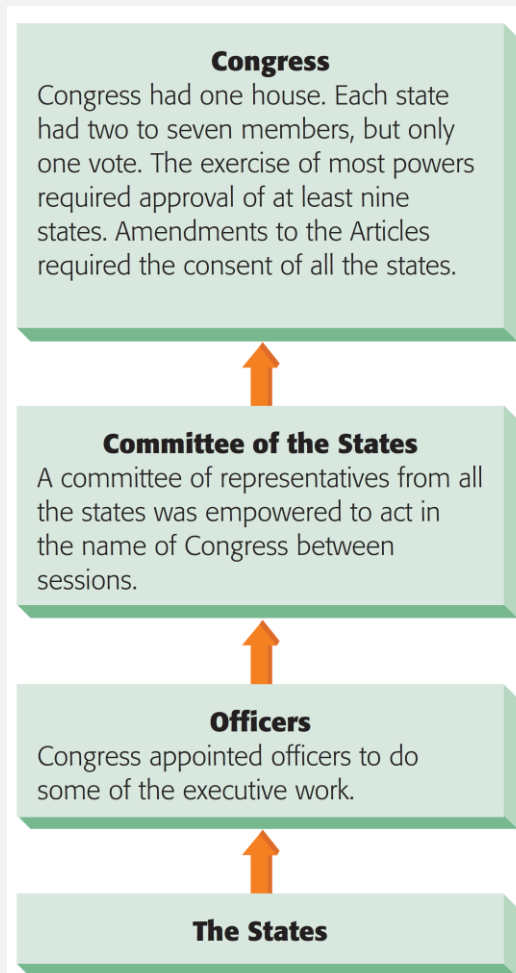 Congress
Congress had one house. Each state
had two to seven members, but only
one vote. The exercise of most powers
required approval of at least nine
states. Amendments to the Articles
required the consent of all the states.
Committee of the States
A committee of representatives from all
the states was empowered to act in
the name of Congress between
sessions.
Officers
Congress appointed officers to do
some of the executive work.
The States